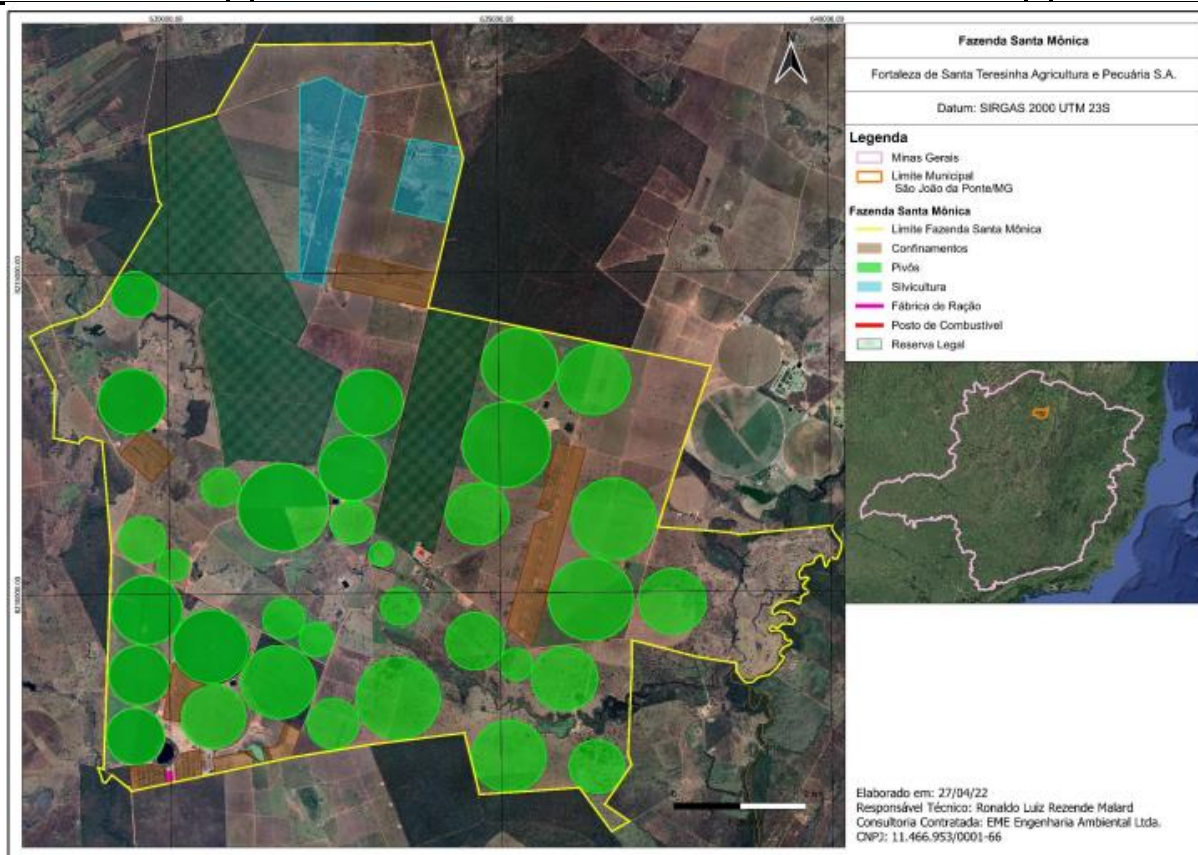 Fazenda Santa Mônica
Fortaleza de Santa Teresinha Agricultura e Pecuária S.A.
Datum: SIRGAS 2000 UTM 23S
N
Legenda
Minas Gerais
Limite Municipal
São João da Ponte/MG
Fazenda Santa Mônica
Limite Fazenda Santa Mônica
Confinamentos
Pivôs
Silvicultura
Fábrica de Ração
Posto de Combustível
Reserva Legal
Elaborado em: 27/04/22
Responsável Técnico: Ronaldo Luiz Rezende Malard
Consultoria Contratada: EME Engenharia Ambiental Ltda.
CNPJ: 11.466.953/0001-66